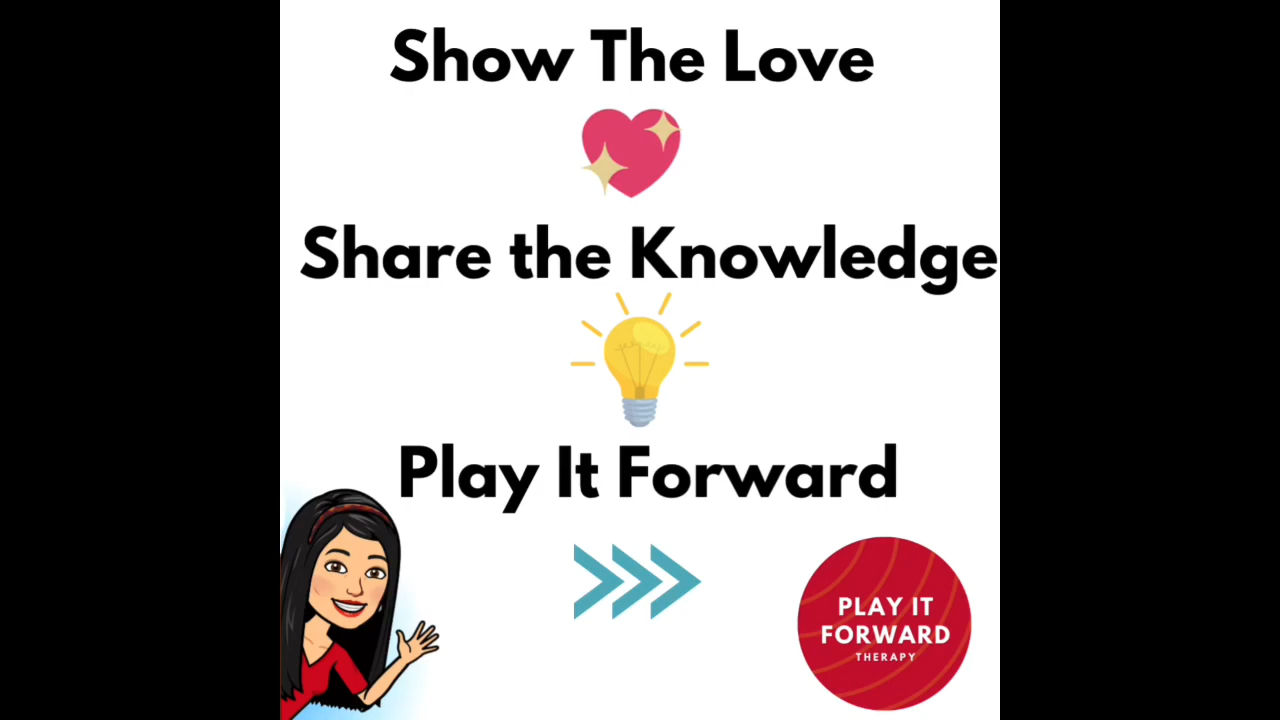 Show The Love
Share the Knowledge
Play It Forward
PLAY IT
FORWARD
THERAPY